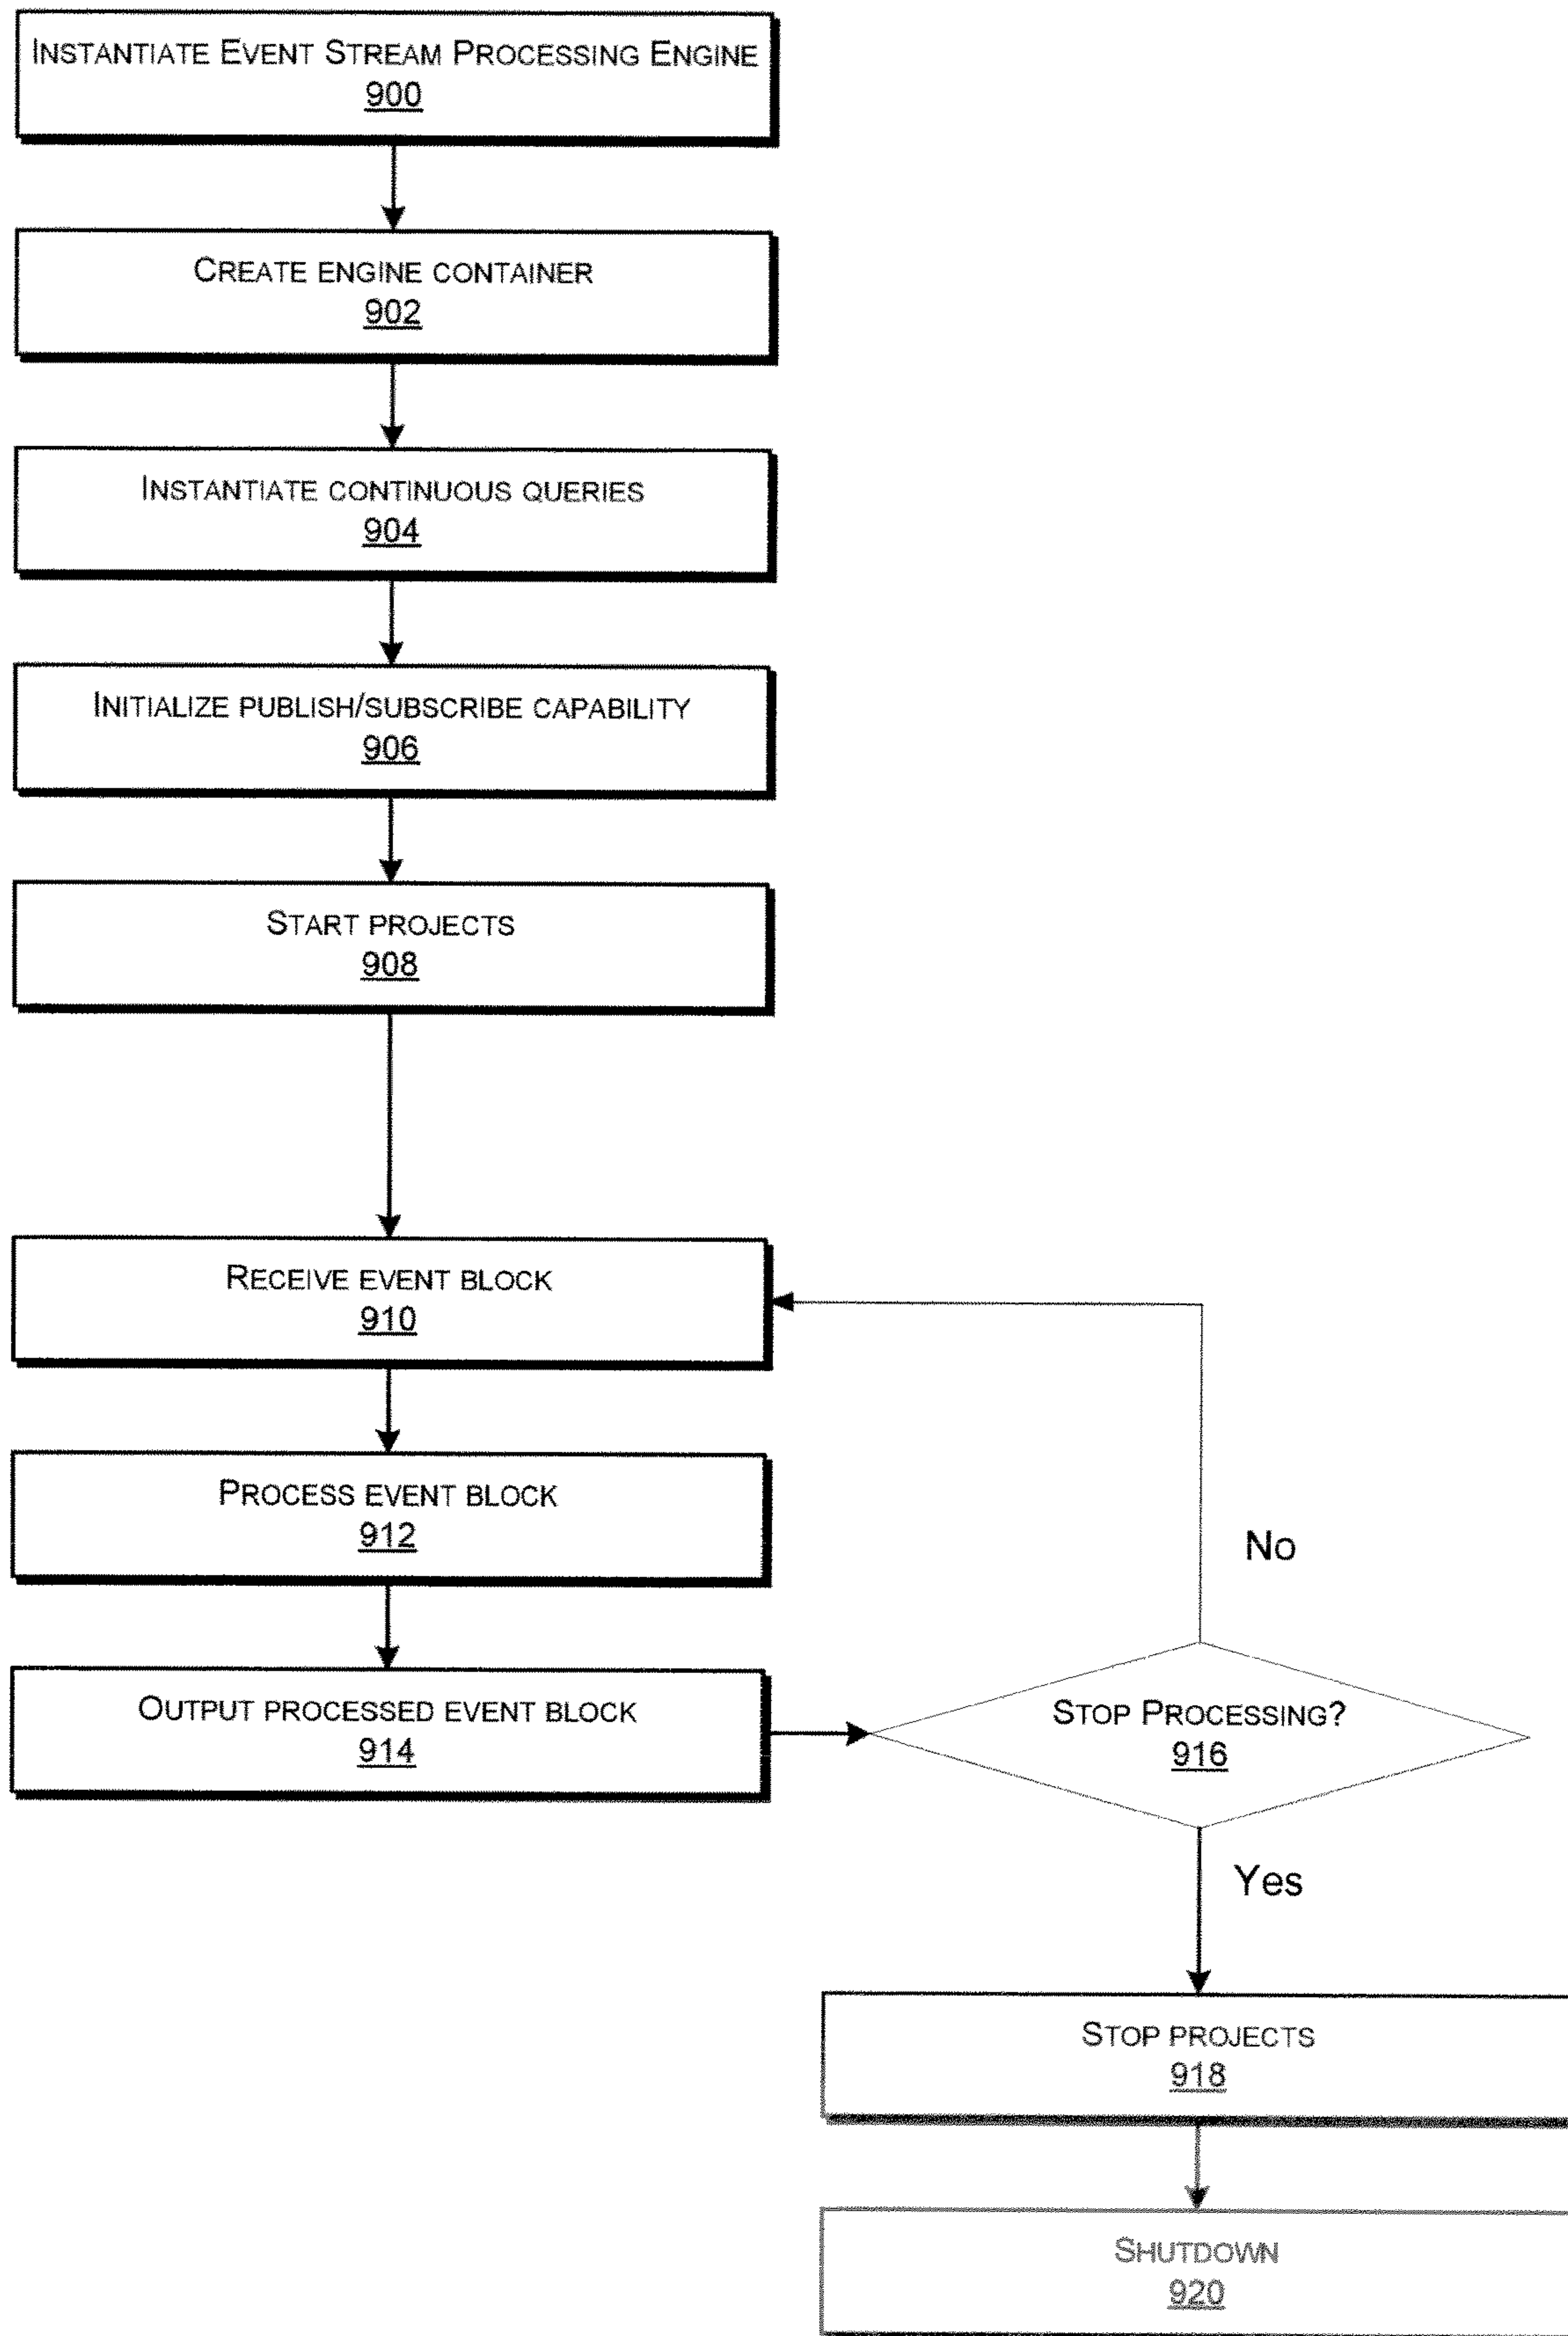 INSTANTIATE EVENT STREAM PROCESSING ENGINE
900
CREATE ENGINE CONTAINER
902
INSTANTIATE CONTINUOUS QUERIES
904
INITIALIZE PUBLISH/SUBSCRIBE CAPABILITY
906
START PROJECTS
908
RECEIVE EVENT BLOCK
910
PROCESS EVENT BLOCK
912
No
OUTPUT PROCESSED EVENT BLOCK
914
STOP PROCESSING?
916
Yes
STOP PROJECTS
918
SHUTDOWN
920